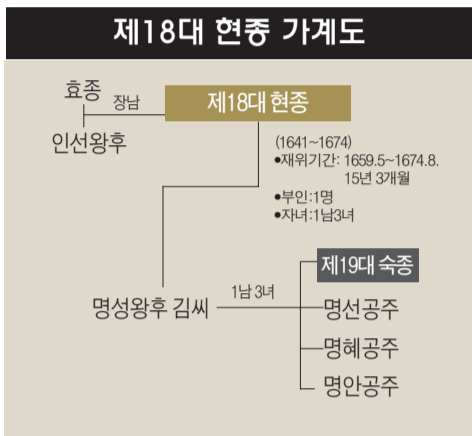 제18대 현종 가계도
효종
장남
제18대 현종
인선왕후
(1641~1674)
●재위기간: 1659.5~1674.8.
15년 3개월
●부인:1명
●자녀:1남3녀
제19대 숙종
1남 3녀
명성왕후 김씨
명선공주
명혜공주
명안공주